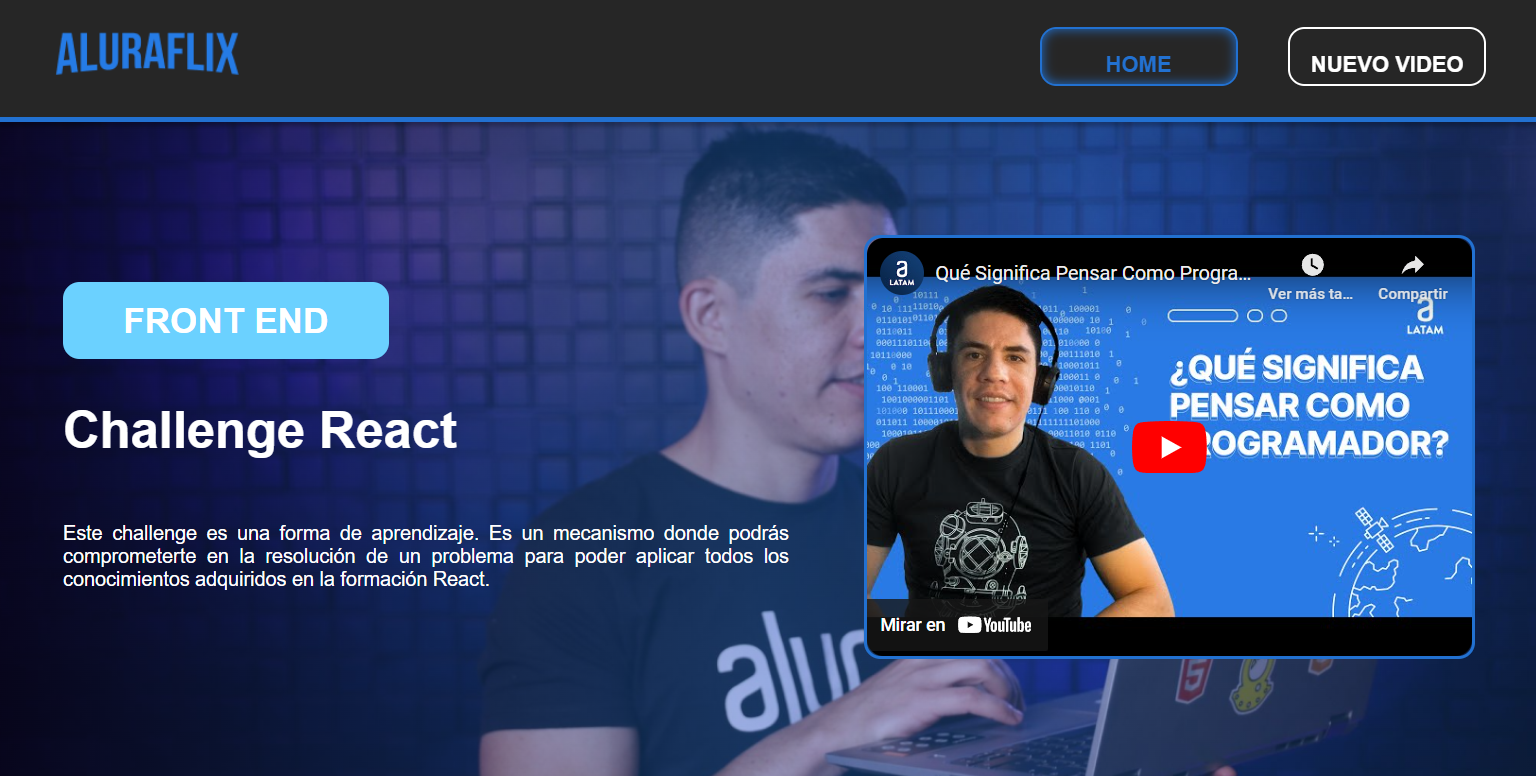 ALURAFLIX
HOME
NUEVO VIDEO
FRONT END
Challenge React
Este challenge es una forma de aprendizaje. Es un mecanismo donde podrás
comprometerte en la resolución de un problema para poder aplicar todos los
conocimientos adquiridos en la formación React.
a
LATAM
Qué Significa Pensar Como Progra...
Ver más ta...
Compartir
a
LATAM
¿QUÉ SIGNIFICA
PENSAR COMO
ROGRAMADOR?
Mirar en YouTube
alur